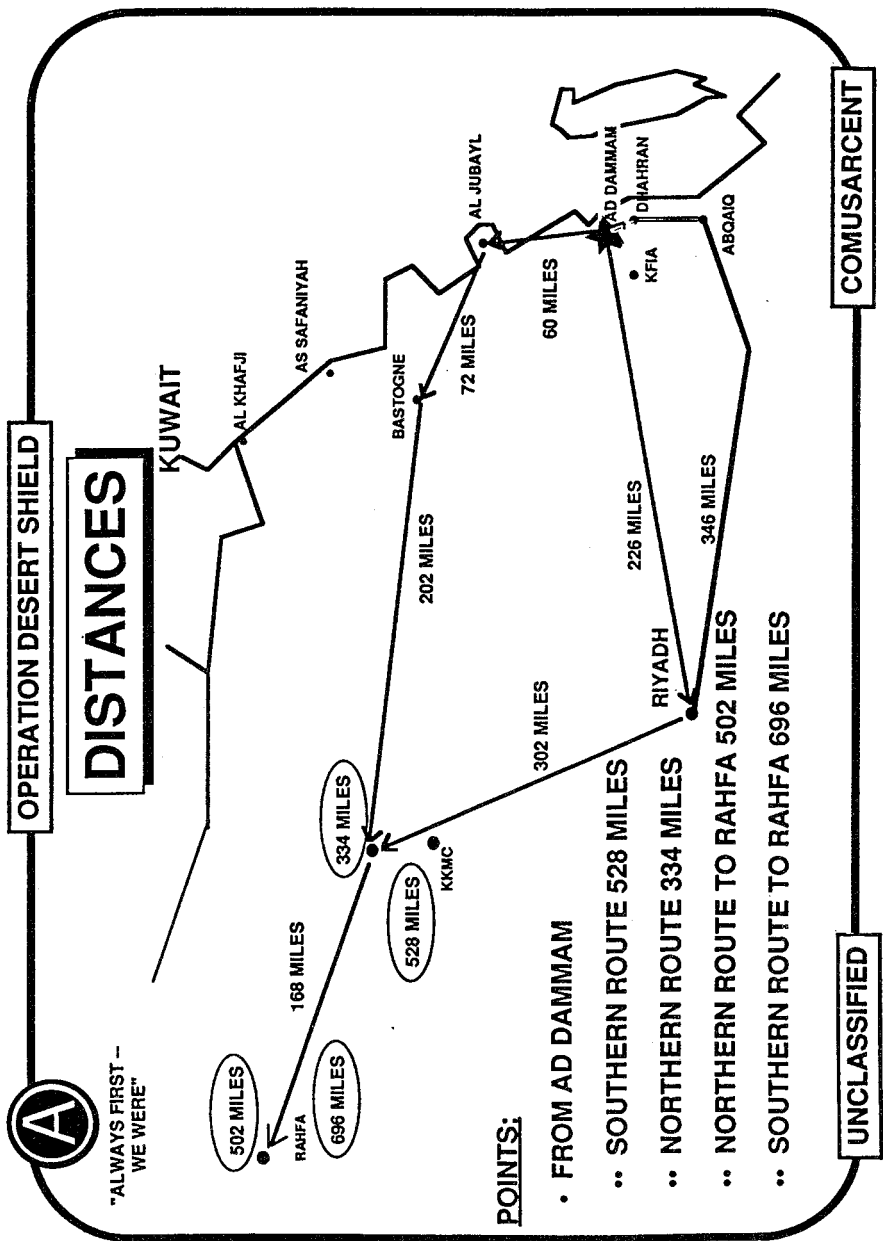 OPERATION DESERT SHIELD
A
"ALWAYS FIRST –
WE WERE"
DISTANCES
KUWAIT
AL KHAFJI
AS SAFANIYAH
AL JUBAYL
BASTOGNE
72 MILES
202 MILES
60 MILES
AD DAMMAM
DHAHRAN
KFIA
ABQAIQ
226 MILES
346 MILES
RIYADH
302 MILES
334 MILES
528 MILES
KKMC
168 MILES
502 MILES
RAHFA
696 MILES
POINTS:
• FROM AD DAMMAM
•• SOUTHERN ROUTE 528 MILES
•• NORTHERN ROUTE 334 MILES
•• NORTHERN ROUTE TO RAHFA 502 MILES
•• SOUTHERN ROUTE TO RAHFA 696 MILES
UNCLASSIFIED
COMUSARCENT